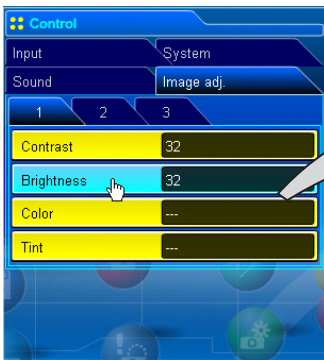 Control
Input System
Sound Image adj.
1 2 3
Contrast 32
Brightness 32
Color ---
Tint ---